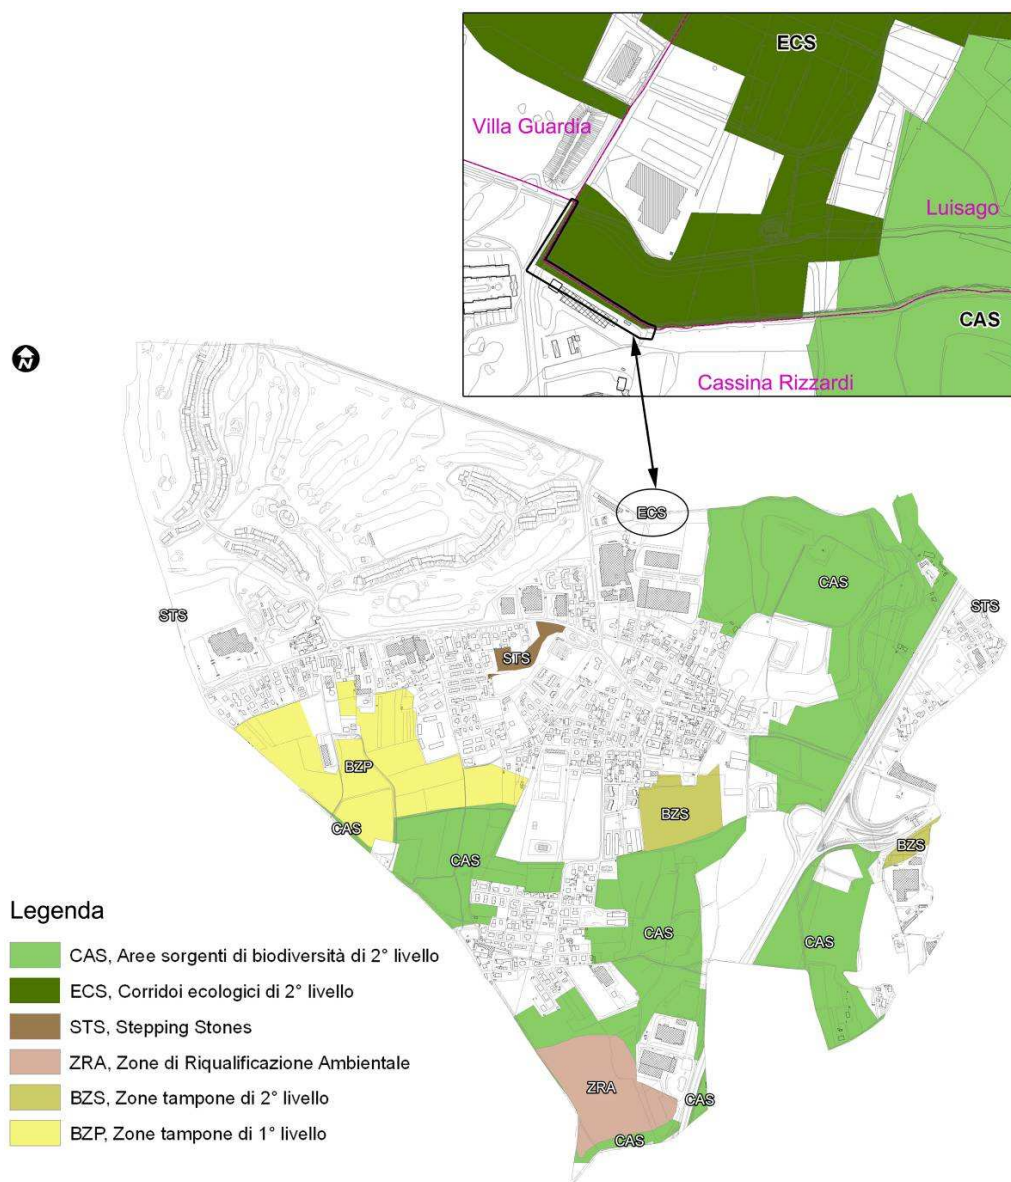 ECS
Villa Guardia
Luisago
CAS
Cassina Rizzardi
N
ECS
CAS
STS
STS
STS
BZP
CAS
BZS
BZS
CAS
CAS
CAS
Legenda
CAS, Aree sorgenti di biodiversità di 2° livello
ECS, Corridoi ecologici di 2° livello
STS, Stepping Stones
ZRA, Zone di Riqualificazione Ambientale
BZS, Zone tampone di 2° livello
BZP, Zone tampone di 1° livello
ZRA
CAS
CAS